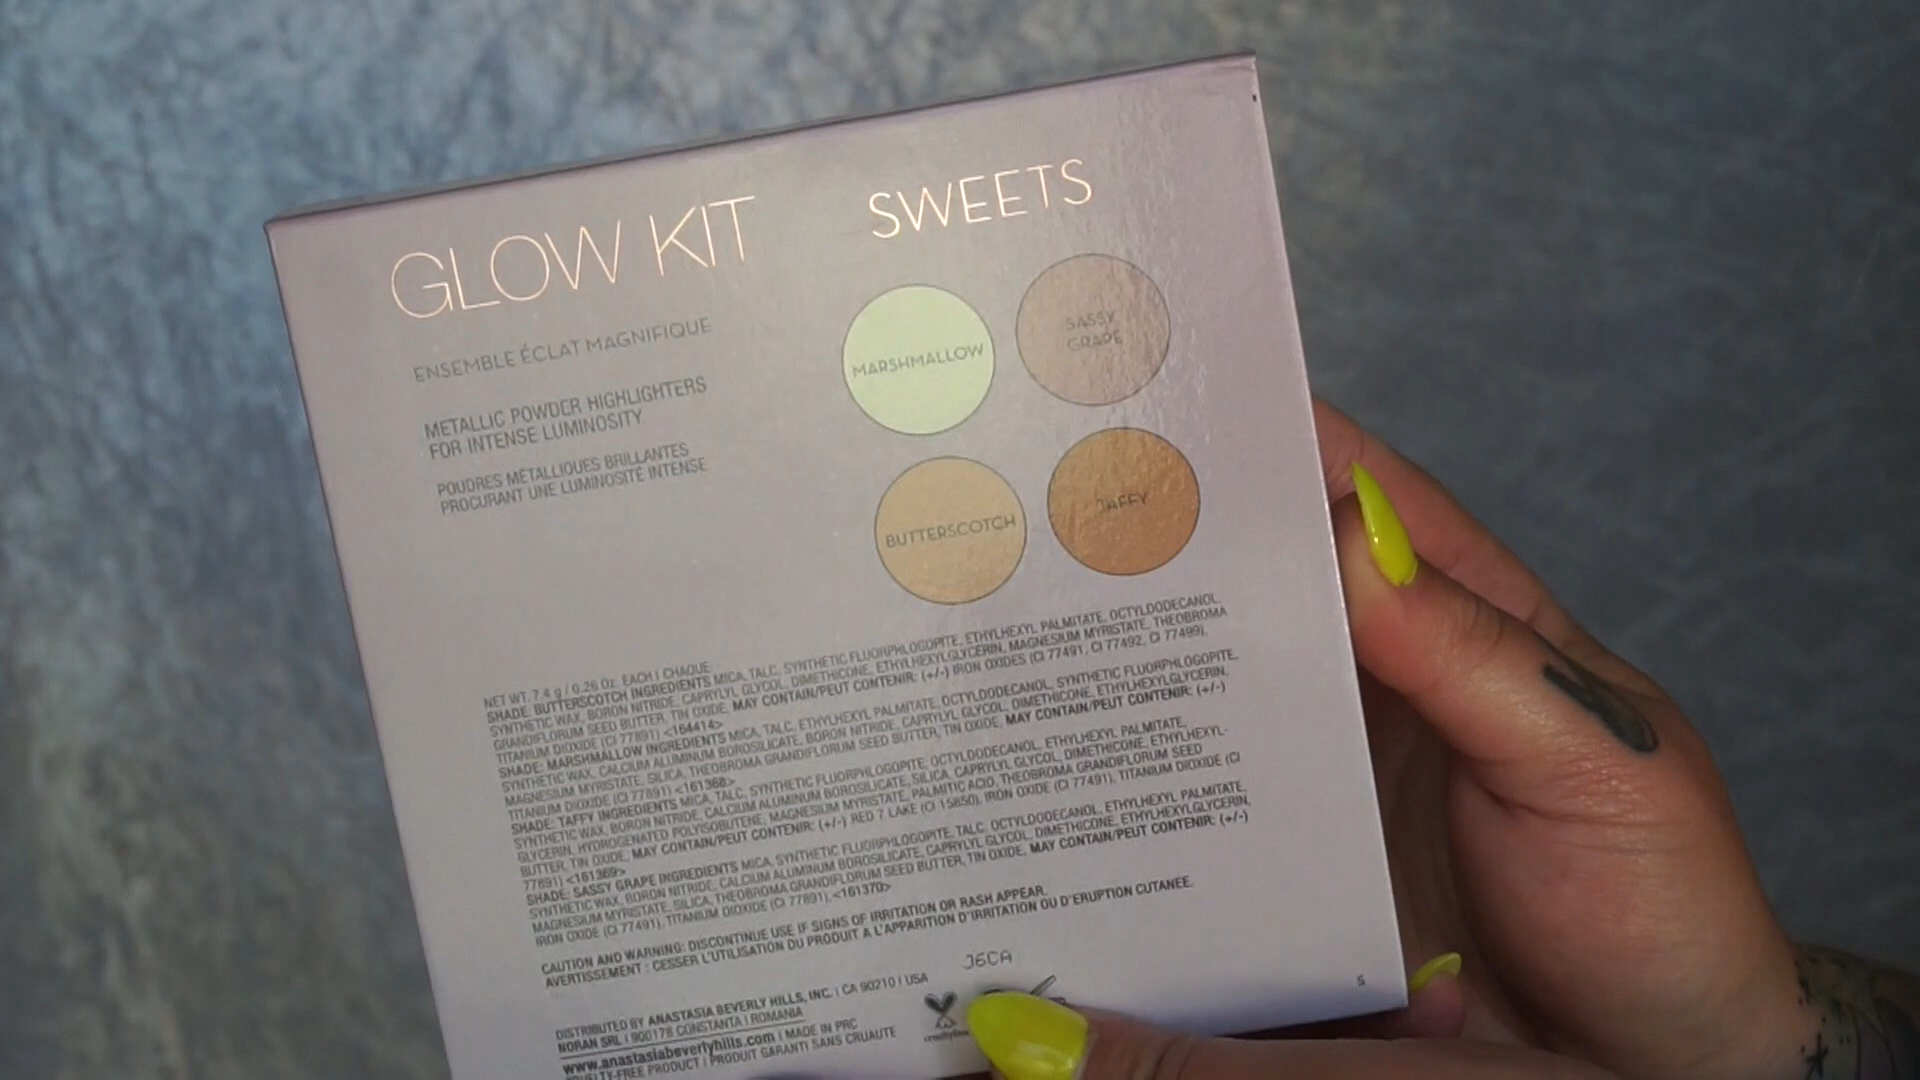 GLOW KIT
SWEETS
ENSEMBLE ÉCLAT MAGNIFIQUE
METALLIC POWDER HIGHLIGHTERS
FOR INTENSE LUMINOSITY
POUDRES MÉTALLIQUES BRILLANTES
PROCURANT UNE LUMINOSITÉ INTENSE
MARSHMALLOW
SASSY
GRAPE
BUTTERSCOTCH
TAFFY
NET WT. 7.4 g / 0.26 Oz. EACH | CHAQUE
SHADE: BUTTERSCOTCH INGREDIENTS MICA, TALC, SYNTHETIC FLUORPHLOGOPITE, ETHYLHEXYL PALMITATE, OCTYLDODECANOL,
SYNTHETIC WAX, BORON NITRIDE, CAPRYLYL GLYCOL, DIMETHICONE, ETHYLHEXYLGLYCERIN, MAGNESIUM MYRISTATE, THEOBROMA
GRANDIFLORUM SEED BUTTER, TIN OXIDE, MAY CONTAIN/PEUT CONTENIR: (+/-) IRON OXIDES (CI 77491, CI 77492, CI 77499),
TITANIUM DIOXIDE (CI 77891) <164414>
SHADE: MARSHMALLOW INGREDIENTS MICA, TALC, ETHYLHEXYL PALMITATE, OCTYLDODECANOL, SYNTHETIC FLUORPHLOGOPITE,
SYNTHETIC WAX, CALCIUM ALUMINUM BOROSILICATE, BORON NITRIDE, CAPRYLYL GLYCOL, DIMETHICONE, ETHYLHEXYLGLYCERIN,
MAGNESIUM MYRISTATE, SILICA, THEOBROMA GRANDIFLORUM SEED BUTTER, TIN OXIDE, MAY CONTAIN/PEUT CONTENIR: (+/-)
TITANIUM DIOXIDE (CI 77891) <161368>
SHADE: TAFFY INGREDIENTS MICA, TALC, SYNTHETIC FLUORPHLOGOPITE, OCTYLDODECANOL, ETHYLHEXYL PALMITATE,
SYNTHETIC WAX, BORON NITRIDE, CALCIUM ALUMINUM BOROSILICATE, SILICA, CAPRYLYL GLYCOL, DIMETHICONE, ETHYLHEXYL-
GLYCERIN, HYDROGENATED POLYISOBUTENE, MAGNESIUM MYRISTATE, PALMITIC ACID, THEOBROMA GRANDIFLORUM SEED
BUTTER, TIN OXIDE, MAY CONTAIN/PEUT CONTENIR: (+/-) RED 7 LAKE (CI 15850), IRON OXIDE (CI 77491), TITANIUM DIOXIDE (CI
77891) <161369>
SHADE: SASSY GRAPE INGREDIENTS MICA, SYNTHETIC FLUORPHLOGOPITE, TALC, OCTYLDODECANOL, ETHYLHEXYL PALMITATE,
SYNTHETIC WAX, BORON NITRIDE, CALCIUM ALUMINUM BOROSILICATE, CAPRYLYL GLYCOL, DIMETHICONE, ETHYLHEXYLGLYCERIN,
MAGNESIUM MYRISTATE, SILICA, THEOBROMA GRANDIFLORUM SEED BUTTER, TIN OXIDE, MAY CONTAIN/PEUT CONTENIR: (+/-)
IRON OXIDE (CI 77491), TITANIUM DIOXIDE (CI 77891), <161370>
CAUTION AND WARNING: DISCONTINUE USE IF SIGNS OF IRRITATION OR RASH APPEAR.
AVERTISSEMENT : CESSER L'UTILISATION DU PRODUIT A L'APPARITION D'IRRITATION OU D'ERUPTION CUTANEE.
J6CA
DISTRIBUTED BY ANASTASIA BEVERLY HILLS, INC. | CA 90210 | USA
NORAN SRL | 900178 CONSTANTA | ROMANIA
www.anastasiabeverlyhills.com | MADE IN PRC
CRUELTY-FREE PRODUCT | PRODUIT GARANTI SANS CRUAUTE
S